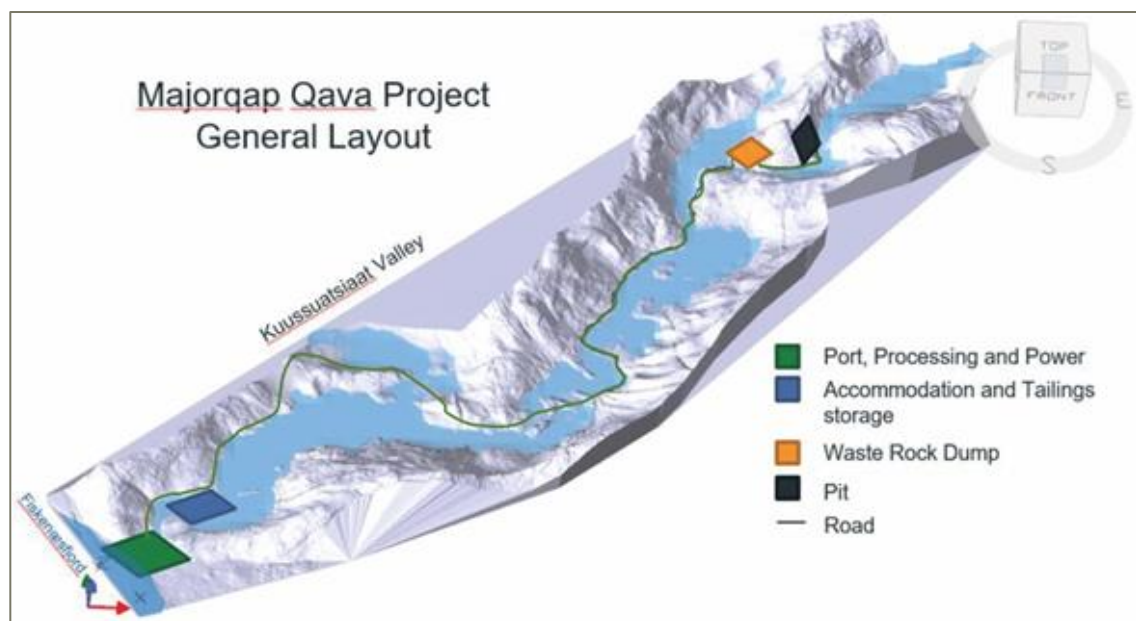 Majorqap Qava Project
General Layout
TOP
FRONT
E
S
Kuussuatsiaat Valley
Fiskenæsfjord
Port, Processing and Power
Accommodation and Tailings
storage
Waste Rock Dump
Pit
Road